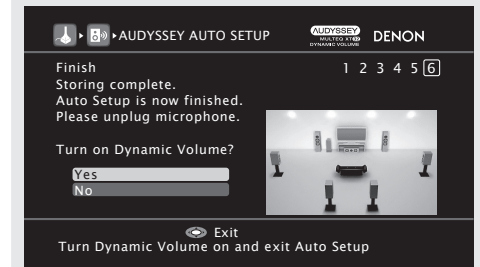 AUDYSSEY AUTO SETUP
AUDYSSEY
MULTEQ XT32
DYNAMIC VOLUME
DENON
Finish
1 2 3 4 5 6
Storing complete.
Auto Setup is now finished.
Please unplug microphone.
Turn on Dynamic Volume?
Yes
No
Exit
Turn Dynamic Volume on and exit Auto Setup